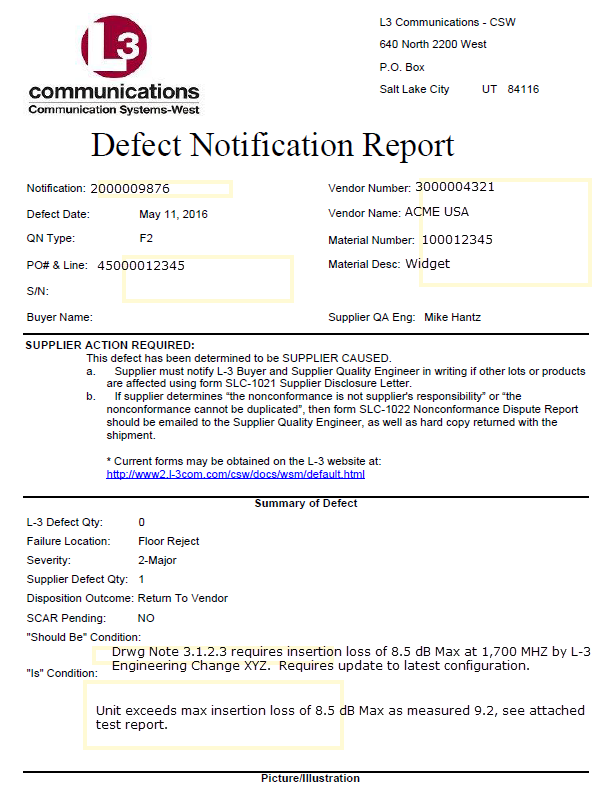 L3
communications
Communication Systems-West
L3 Communications - CSW
640 North 2200 West
P.O. Box
Salt Lake City UT 84116
Defect Notification Report
Notification: 2000009876
Vendor Number: 3000004321
Defect Date: May 11, 2016
Vendor Name: ACME USA
QN Type: F2
Material Number: 100012345
PO# & Line: 45000012345
Material Desc: Widget
S/N:
Buyer Name:
Supplier QA Eng: Mike Hantz
SUPPLIER ACTION REQUIRED:
This defect has been determined to be SUPPLIER CAUSED.
a. Supplier must notify L-3 Buyer and Supplier Quality Engineer in writing if other lots or products
are affected using form SLC-1021 Supplier Disclosure Letter.
b. If supplier determines “the nonconformance is not supplier's responsibility” or “the
nonconformance cannot be duplicated”, then form SLC-1022 Nonconformance Dispute Report
should be emailed to the Supplier Quality Engineer, as well as hard copy returned with the
shipment.
* Current forms may be obtained on the L-3 website at:
http://www2.l-3com.com/csw/docs/wsm/default.html
Summary of Defect
L-3 Defect Qty: 0
Failure Location: Floor Reject
Severity: 2-Major
Supplier Defect Qty: 1
Disposition Outcome: Return To Vendor
SCAR Pending: NO
"Should Be" Condition:
Drwg Note 3.1.2.3 requires insertion loss of 8.5 dB Max at 1,700 MHZ by L-3
Engineering Change XYZ. Requires update to latest configuration.
"Is" Condition:
Unit exceeds max insertion loss of 8.5 dB Max as measured 9.2, see attached
test report.
Picture/Illustration